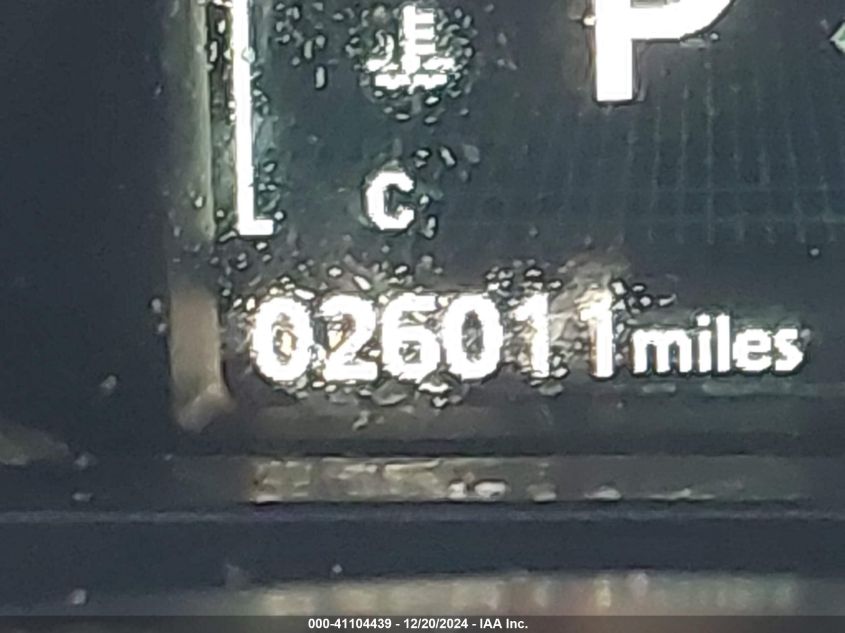 P
C
026011 miles
000-41104439 - 12/20/2024 - IAA Inc.